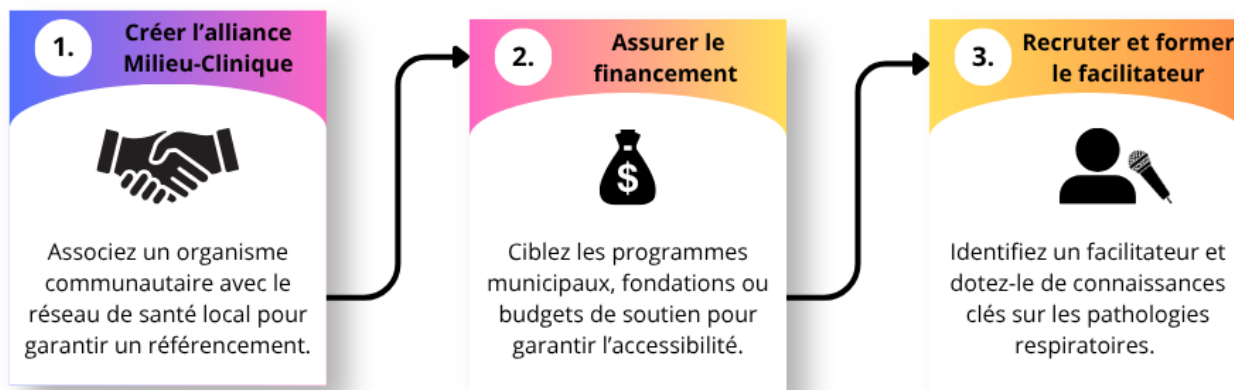 1.
Créer l’alliance
Milieu-Clinique
Associez un organisme
communautaire avec le
réseau de santé local pour
garantir un référencement.
2.
Assurer le
financement
$
Ciblez les programmes
municipaux, fondations ou
budgets de soutien pour
garantir l’accessibilité.
3.
Recruter et former
le facilitateur
Identifiez un facilitateur et
dotez-le de connaissances
clés sur les pathologies
respiratoires.